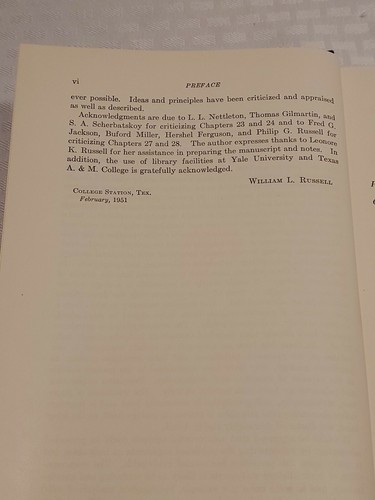 vi
PREFACE
ever possible. Ideas and principles have been criticized and appraised
as well as described.
Acknowledgments are due to L. L. Nettleton, Thomas Gilmartin, and
S. A. Scherbatskoy for criticizing Chapters 23 and 24 and to Fred G.
Jackson, Buford Miller, Hershel Ferguson, and Philip G. Russell for
criticizing Chapters 27 and 28. The author expresses thanks to Leonore
K. Russell for her assistance in preparing the manuscript and notes. In
addition, the use of library facilities at Yale University and Texas
A. & M. College is gratefully acknowledged.
William L. Russell
College Station, Tex.
February, 1951